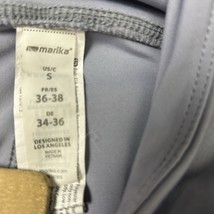 marika
US/C
S
FR/ES
36-38
DE
34-36
DESIGNED IN
LOS ANGELES
MADE IN